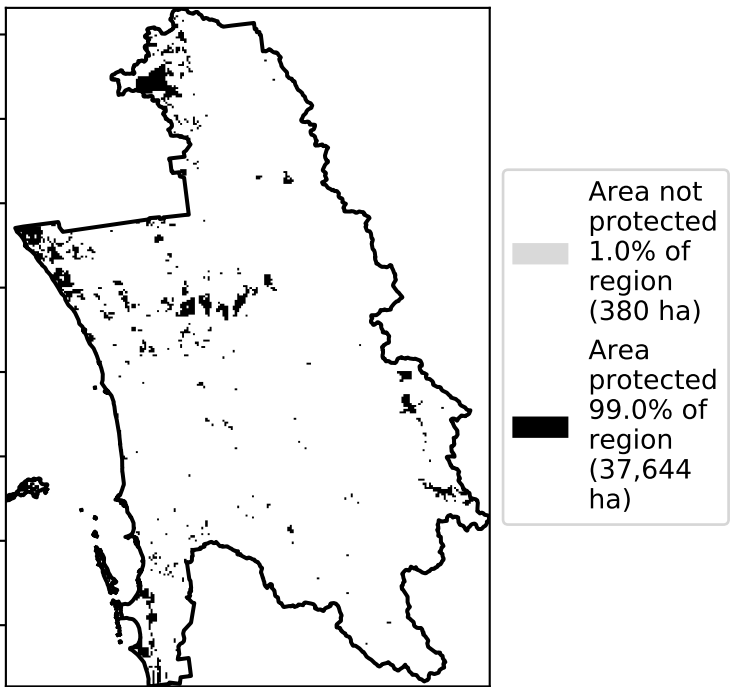 Area not
protected
1.0% of
region
(380 ha)
Area
protected
99.0% of
region
(37,644
ha)